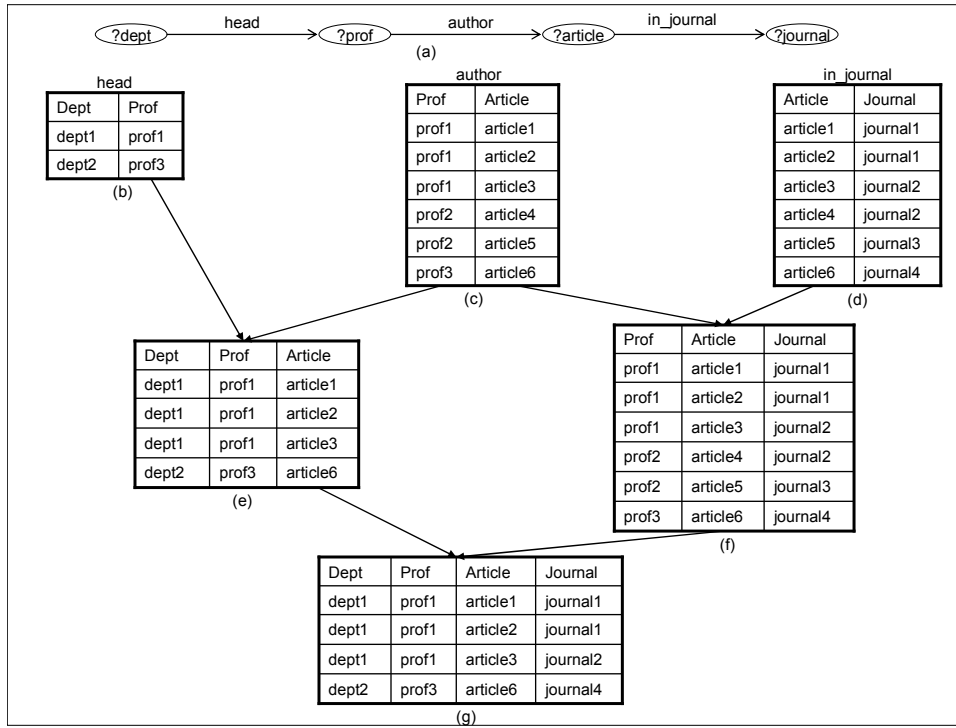 head author in_journal
?dept ?prof ?article ?journal
(a)
head
Dept Prof
dept1 prof1
dept2 prof3
(b)
author
Prof Article
prof1 article1
prof1 article2
prof1 article3
prof2 article4
prof2 article5
prof3 article6
(c)
in_journal
Article Journal
article1 journal1
article2 journal1
article3 journal2
article4 journal2
article5 journal3
article6 journal4
(d)
Dept Prof Article
dept1 prof1 article1
dept1 prof1 article2
dept1 prof1 article3
dept2 prof3 article6
(e)
Prof Article Journal
prof1 article1 journal1
prof1 article2 journal1
prof1 article3 journal2
prof2 article4 journal2
prof2 article5 journal3
prof3 article6 journal4
(f)
Dept Prof Article Journal
dept1 prof1 article1 journal1
dept1 prof1 article2 journal1
dept1 prof1 article3 journal2
dept2 prof3 article6 journal4
(g)